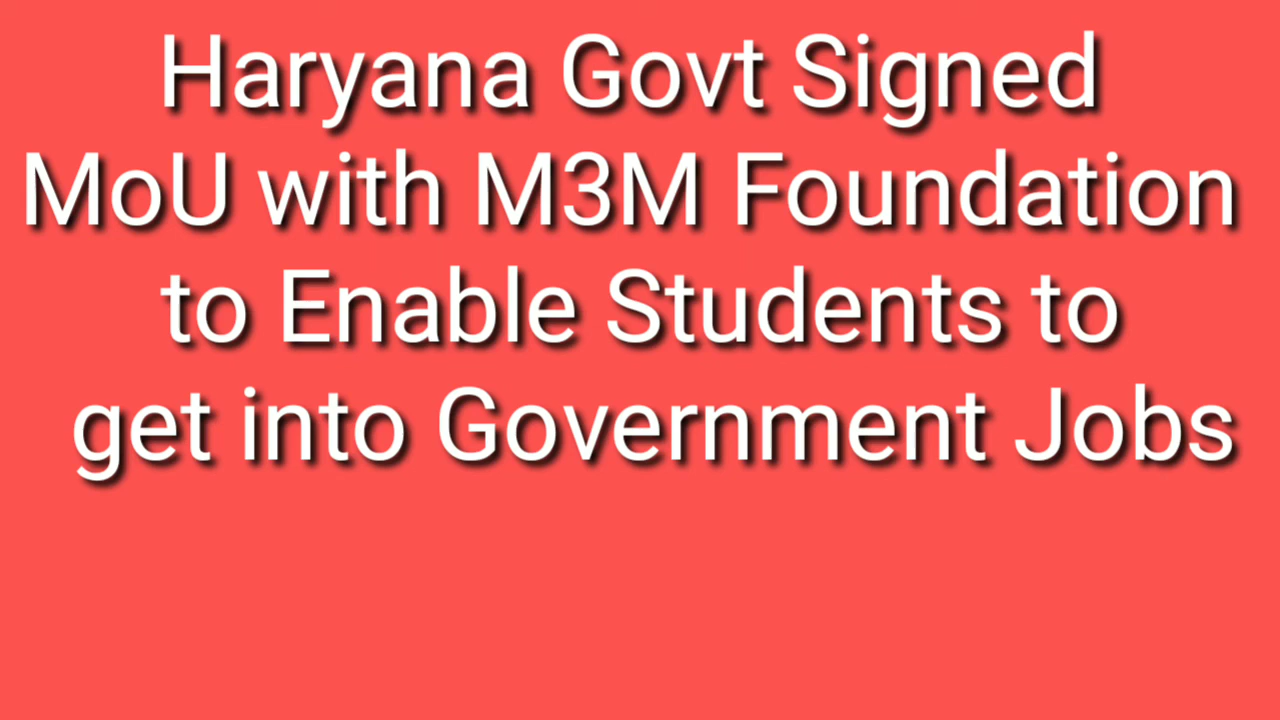 Haryana Govt Signed
MoU with M3M Foundation
to Enable Students to
get into Government Jobs